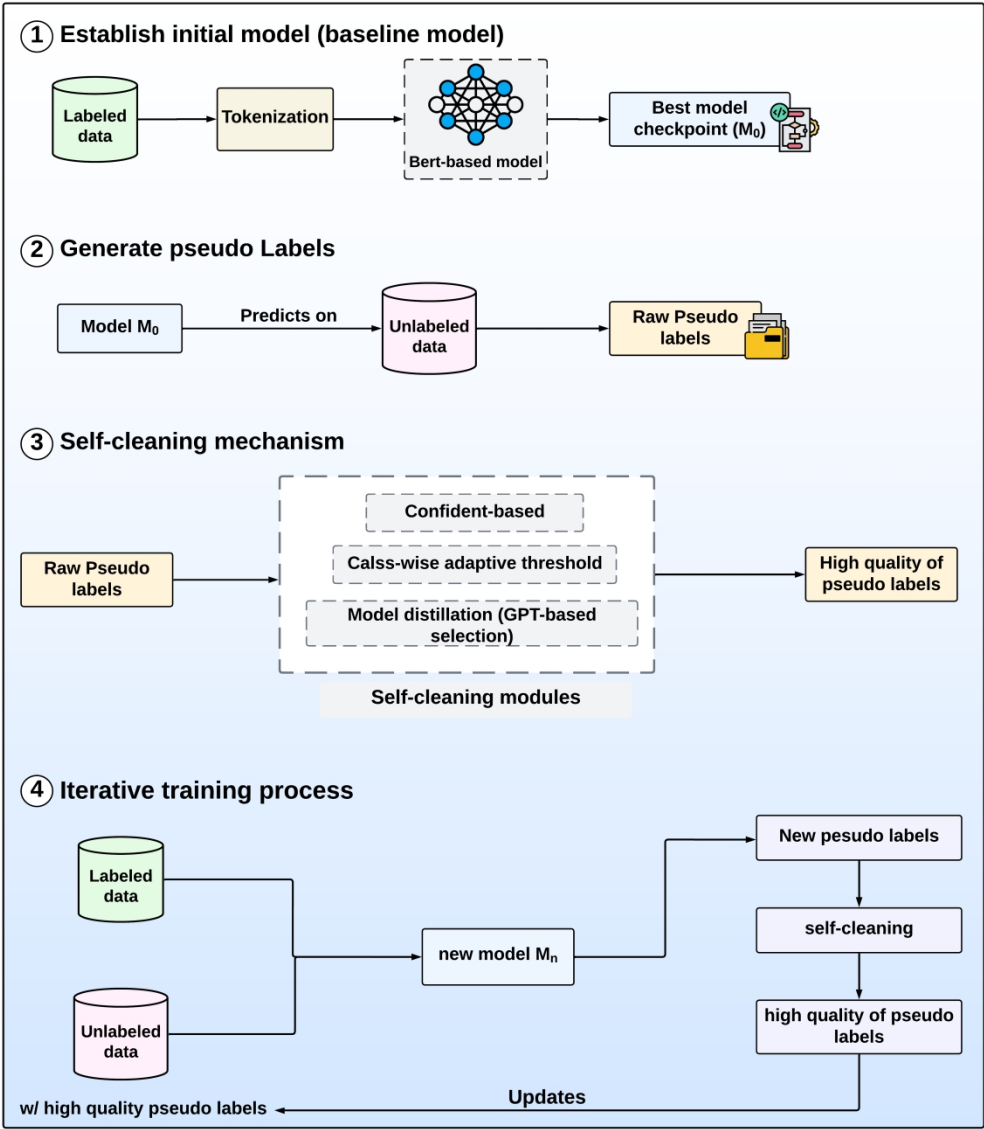 1 Establish initial model (baseline model)
Labeled
data
Tokenization
Bert-based model
Best model
checkpoint (M₀)
</>
2 Generate pseudo Labels
Model M₀
Predicts on
Unlabeled
data
Raw Pseudo
labels
3 Self-cleaning mechanism
Raw Pseudo
labels
Confident-based
Calss-wise adaptive threshold
Model distillation (GPT-based
selection)
Self-cleaning modules
High quality of
pseudo labels
4 Iterative training process
Labeled
data
Unlabeled
data
w/ high quality pseudo labels
new model Mₙ
New pesudo labels
self-cleaning
high quality of pseudo
labels
Updates